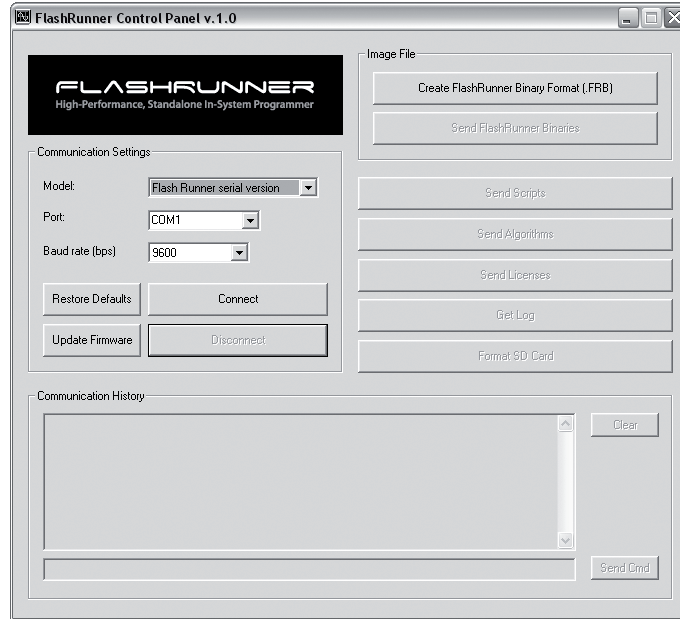 FlashRunner Control Panel v.1.0
FLASHRUNNER
High-Performance, Standalone In-System Programmer
Image File
Create FlashRunner Binary Format (.FRB)
Send FlashRunner Binaries
Communication Settings
Model:
Flash Runner serial version
Port:
COM1
Baud rate (bps)
9600
Restore Defaults
Connect
Update Firmware
Disconnect
Send Scripts
Send Algorithms
Send Licenses
Get Log
Format SD Card
Communication History
Clear
Send Cmd